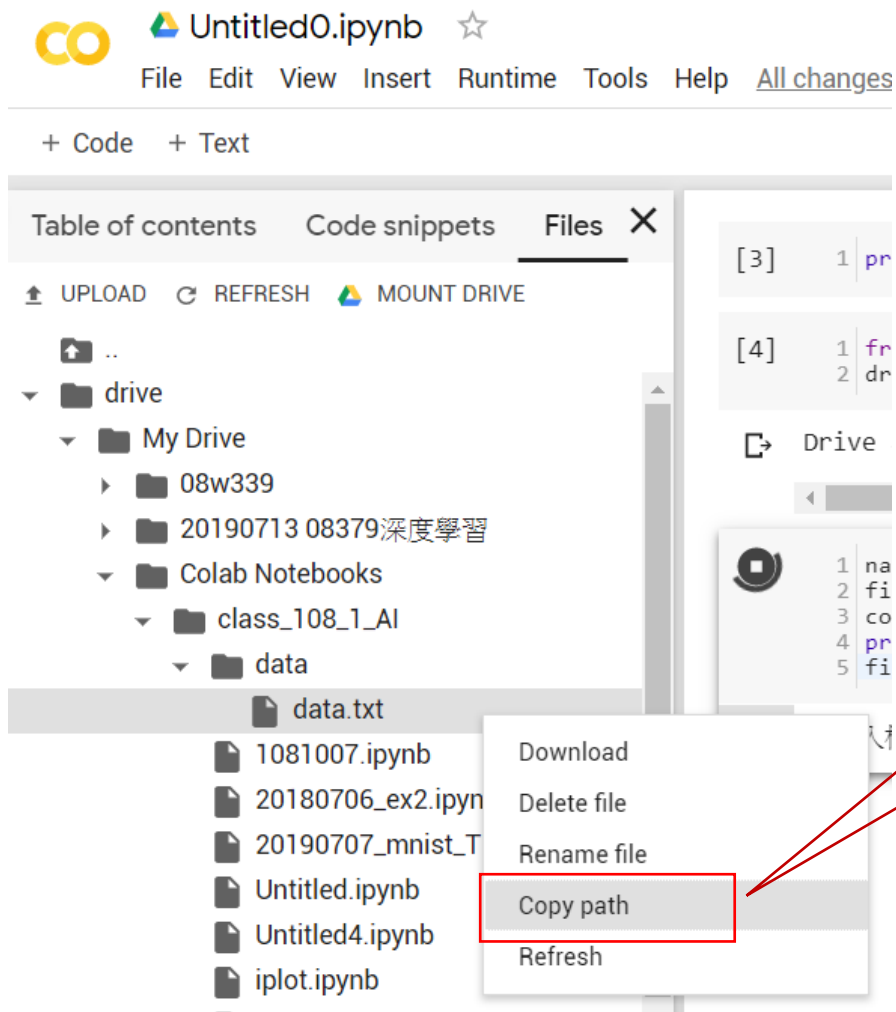 Untitled0.ipynb
File Edit View Insert Runtime Tools Help All changes
+ Code + Text
Table of contents Code snippets Files
UPLOAD REFRESH MOUNT DRIVE
..
drive
My Drive
08w339
20190713 08379深度學習
Colab Notebooks
class_108_1_AI
data
data.txt
1081007.ipynb
20180706_ex2.ipyn
20190707_mnist_T
Untitled.ipynb
Untitled4.ipynb
iplot.ipynb
Download
Delete file
Rename file
Copy path
Refresh
[3] 1 pr
[4] 1 fr
2 dr
Drive
1 na
2 fi
3 co
4 pr
5 fi